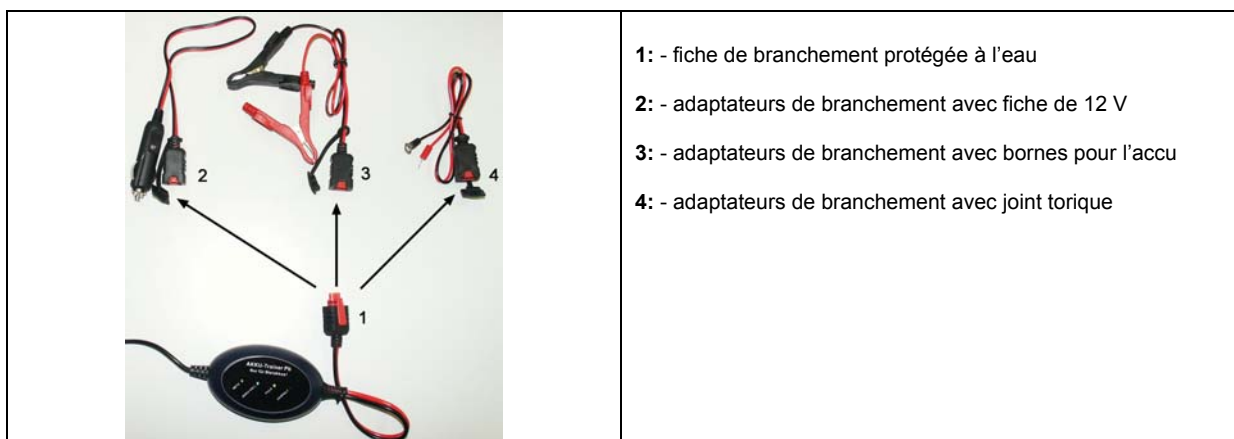 2
3
4
1
AKKU-Trainer Pb
1: - fiche de branchement protégée à l'eau
2: - adaptateurs de branchement avec fiche de 12 V
3: - adaptateurs de branchement avec bornes pour l'accu
4: - adaptateurs de branchement avec joint torique